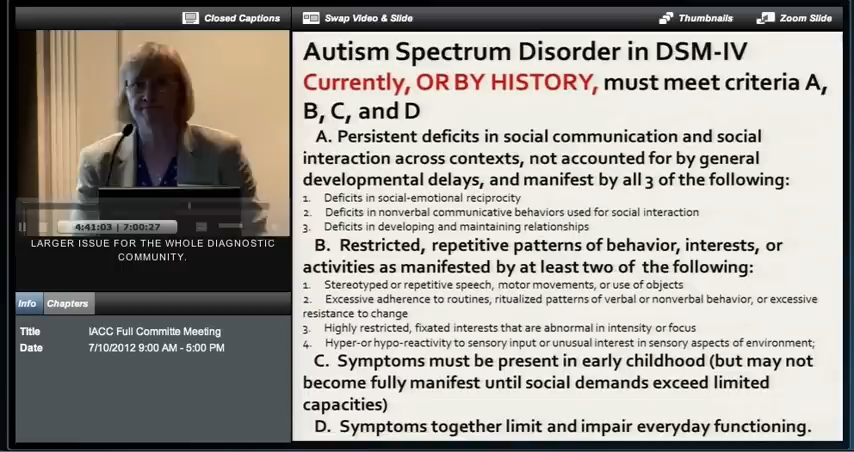 Closed Captions
Swap Video & Slide
Thumbnails
Zoom Slide
4:41:03 | 7:00:27
LARGER ISSUE FOR THE WHOLE DIAGNOSTIC
COMMUNITY.
Info
Chapters
Title IACC Full Committe Meeting
Date 7/10/2012 9:00 AM - 5:00 PM
Autism Spectrum Disorder in DSM-IV
Currently, OR BY HISTORY, must meet criteria A,
B, C, and D
A. Persistent deficits in social communication and social
interaction across contexts, not accounted for by general
developmental delays, and manifest by all 3 of the following:
1. Deficits in social-emotional reciprocity
2. Deficits in nonverbal communicative behaviors used for social interaction
3. Deficits in developing and maintaining relationships
B. Restricted, repetitive patterns of behavior, interests, or
activities as manifested by at least two of the following:
1. Stereotyped or repetitive speech, motor movements, or use of objects
2. Excessive adherence to routines, ritualized patterns of verbal or nonverbal behavior, or excessive
resistance to change
3. Highly restricted, fixated interests that are abnormal in intensity or focus
4. Hyper-or hypo-reactivity to sensory input or unusual interest in sensory aspects of environment;
C. Symptoms must be present in early childhood (but may not
become fully manifest until social demands exceed limited
capacities)
D. Symptoms together limit and impair everyday functioning.